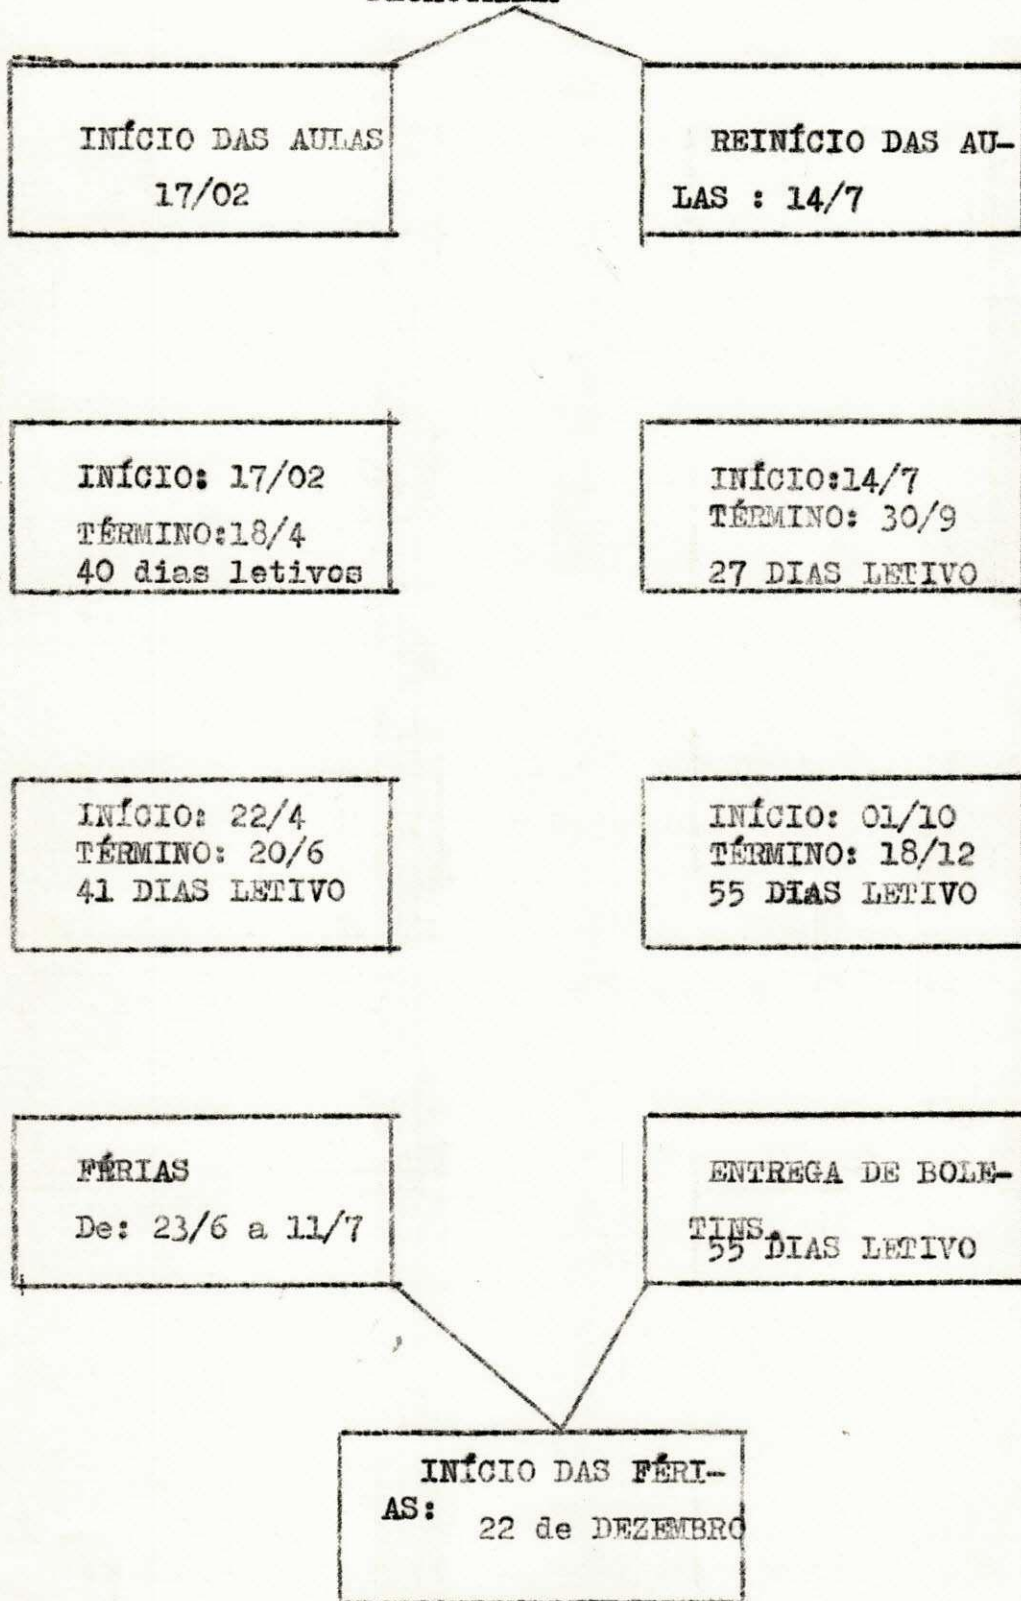 INÍCIO DAS AULAS
17/02
REINÍCIO DAS AU-
LAS : 14/7
INÍCIO: 17/02
TÉRMINO:18/4
40 dias letivos
INÍCIO:14/7
TÉRMINO: 30/9
27 DIAS LETIVO
INÍCIO: 22/4
TÉRMINO: 20/6
41 DIAS LETIVO
INÍCIO: 01/10
TÉRMINO: 18/12
55 DIAS LETIVO
FÉRIAS
De: 23/6 a 11/7
ENTREGA DE BOLE-
TINS.
55 DIAS LETIVO
INÍCIO DAS FÉRI-
AS:
22 de DEZEMBRO